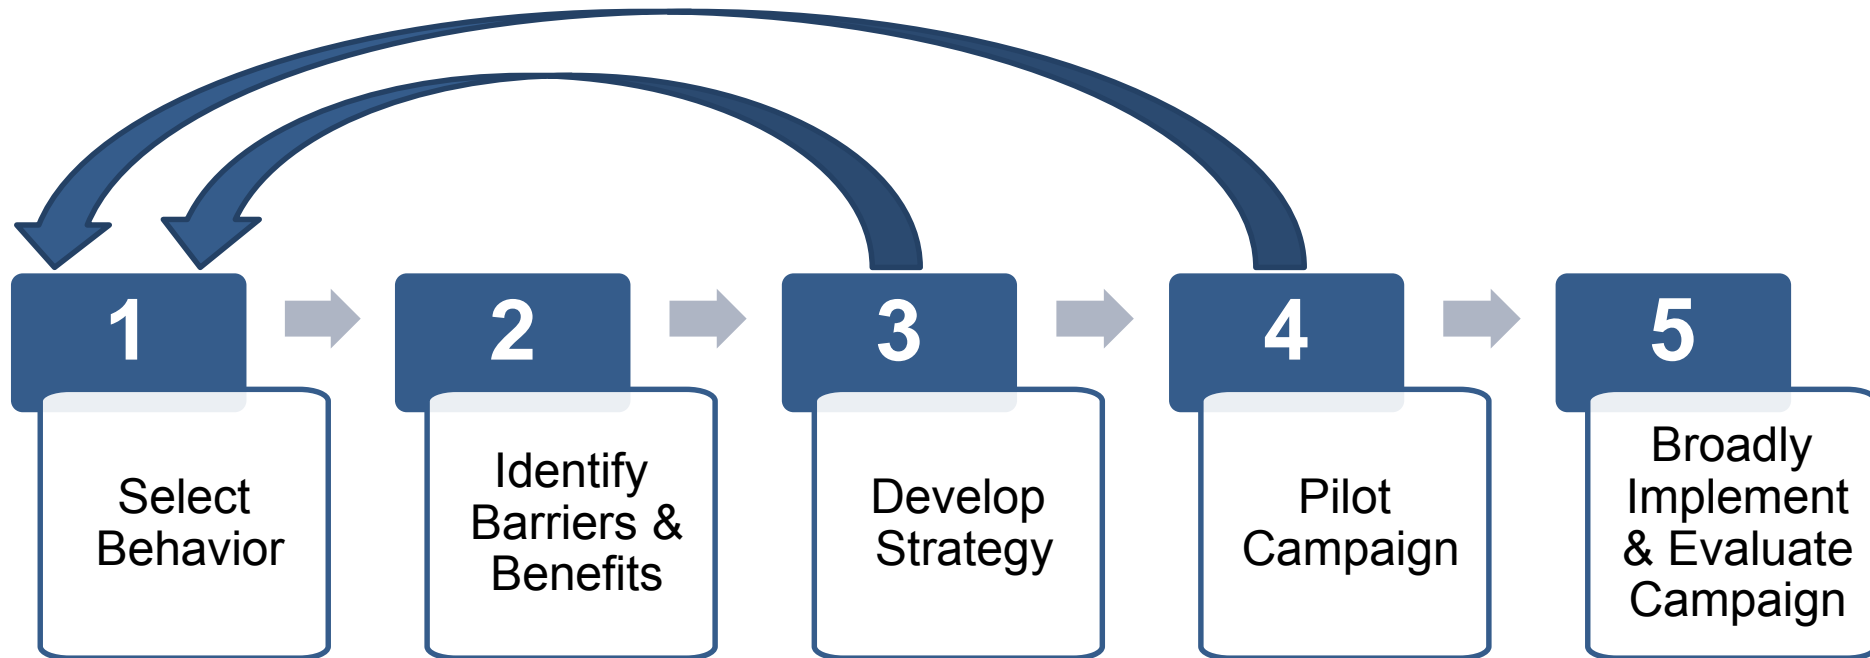 1
Select
Behavior
2
Identify
Barriers &
Benefits
3
Develop
Strategy
4
Pilot
Campaign
5
Broadly
Implement
& Evaluate
Campaign